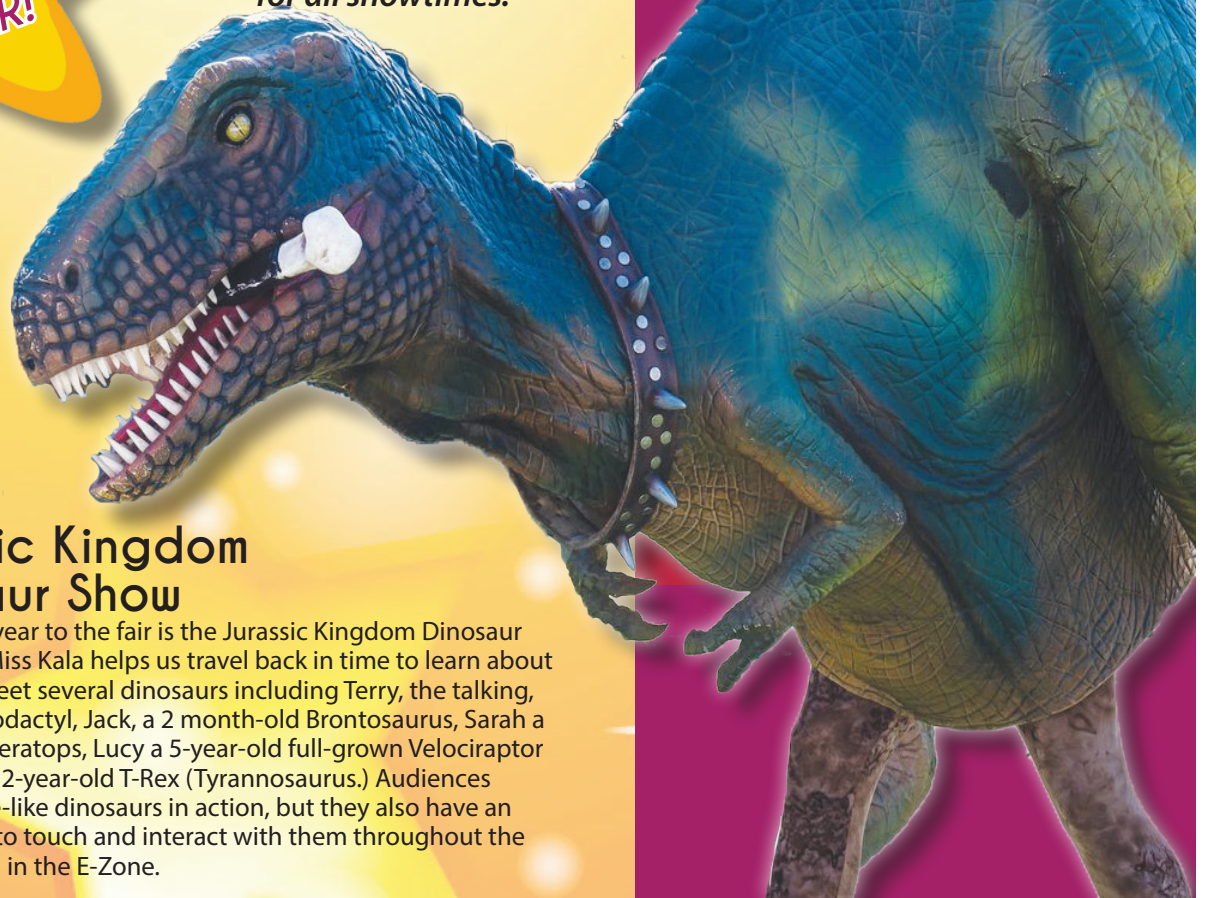 R!
for all showtimes.
ic Kingdom
ur Show
year to the fair is the Jurassic Kingdom Dinosaur
Miss Kala helps us travel back in time to learn about
eet several dinosaurs including Terry, the talking,
odactyl, Jack, a 2 month-old Brontosaurus, Sarah a
eratops, Lucy a 5-year-old full-grown Velociraptor
2-year-old T-Rex (Tyrannosaurus.) Audiences
-like dinosaurs in action, but they also have an
to touch and interact with them throughout the
in the E-Zone.